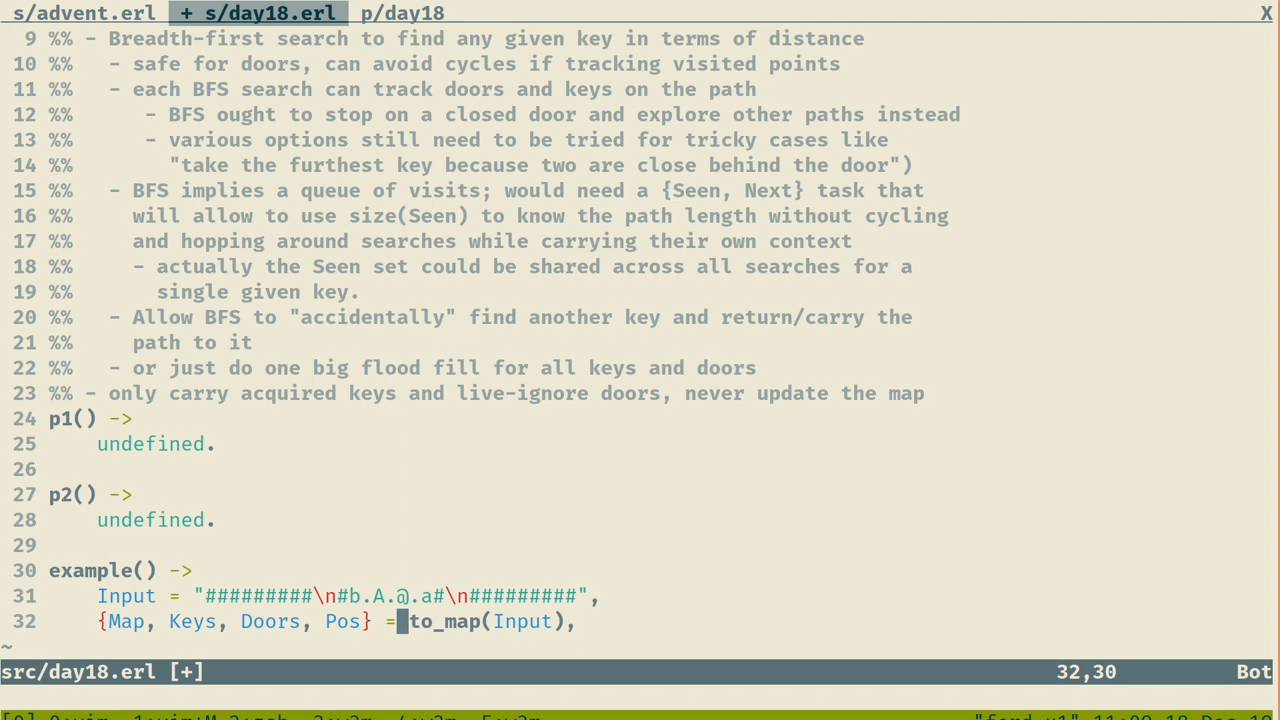 s/advent.erl + s/day18.erl p/day18 X
9 %% - Breadth-first search to find any given key in terms of distance
10 %%   - safe for doors, can avoid cycles if tracking visited points
11 %%   - each BFS search can track doors and keys on the path
12 %%      - BFS ought to stop on a closed door and explore other paths instead
13 %%      - various options still need to be tried for tricky cases like
14 %%        "take the furthest key because two are close behind the door")
15 %%   - BFS implies a queue of visits; would need a {Seen, Next} task that
16 %%     will allow to use size(Seen) to know the path length without cycling
17 %%     and hopping around searches while carrying their own context
18 %%     - actually the Seen set could be shared across all searches for a
19 %%       single given key.
20 %%   - Allow BFS to "accidentally" find another key and return/carry the
21 %%     path to it
22 %%   - or just do one big flood fill for all keys and doors
23 %% - only carry acquired keys and live-ignore doors, never update the map
24 p1() ->
25     undefined.
26
27 p2() ->
28     undefined.
29
30 example() ->
31     Input = "#########\n#b.A.@.a#\n#########",
32     {Map, Keys, Doors, Pos} = to_map(Input),
~
src/day18.erl [+] 32,30 Bot